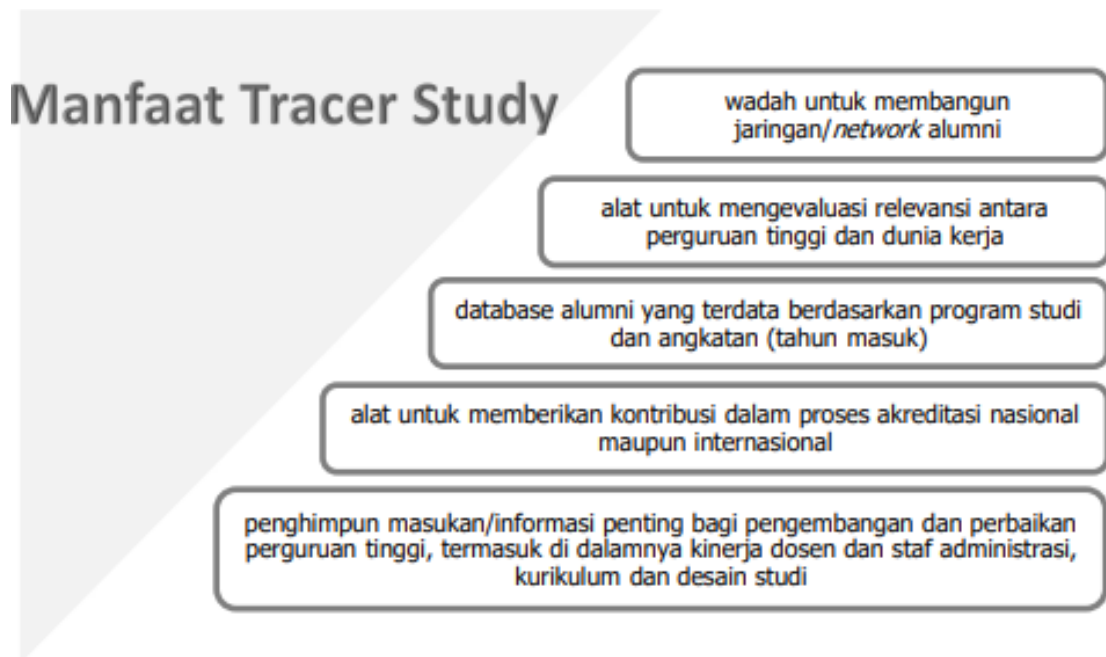 Manfaat Tracer Study
wadah untuk membangun
jaringan/network alumni
alat untuk mengevaluasi relevansi antara
perguruan tinggi dan dunia kerja
database alumni yang terdata berdasarkan program studi
dan angkatan (tahun masuk)
alat untuk memberikan kontribusi dalam proses akreditasi nasional
maupun internasional
penghimpun masukan/informasi penting bagi pengembangan dan perbaikan
perguruan tinggi, termasuk di dalamnya kinerja dosen dan staf administrasi,
kurikulum dan desain studi